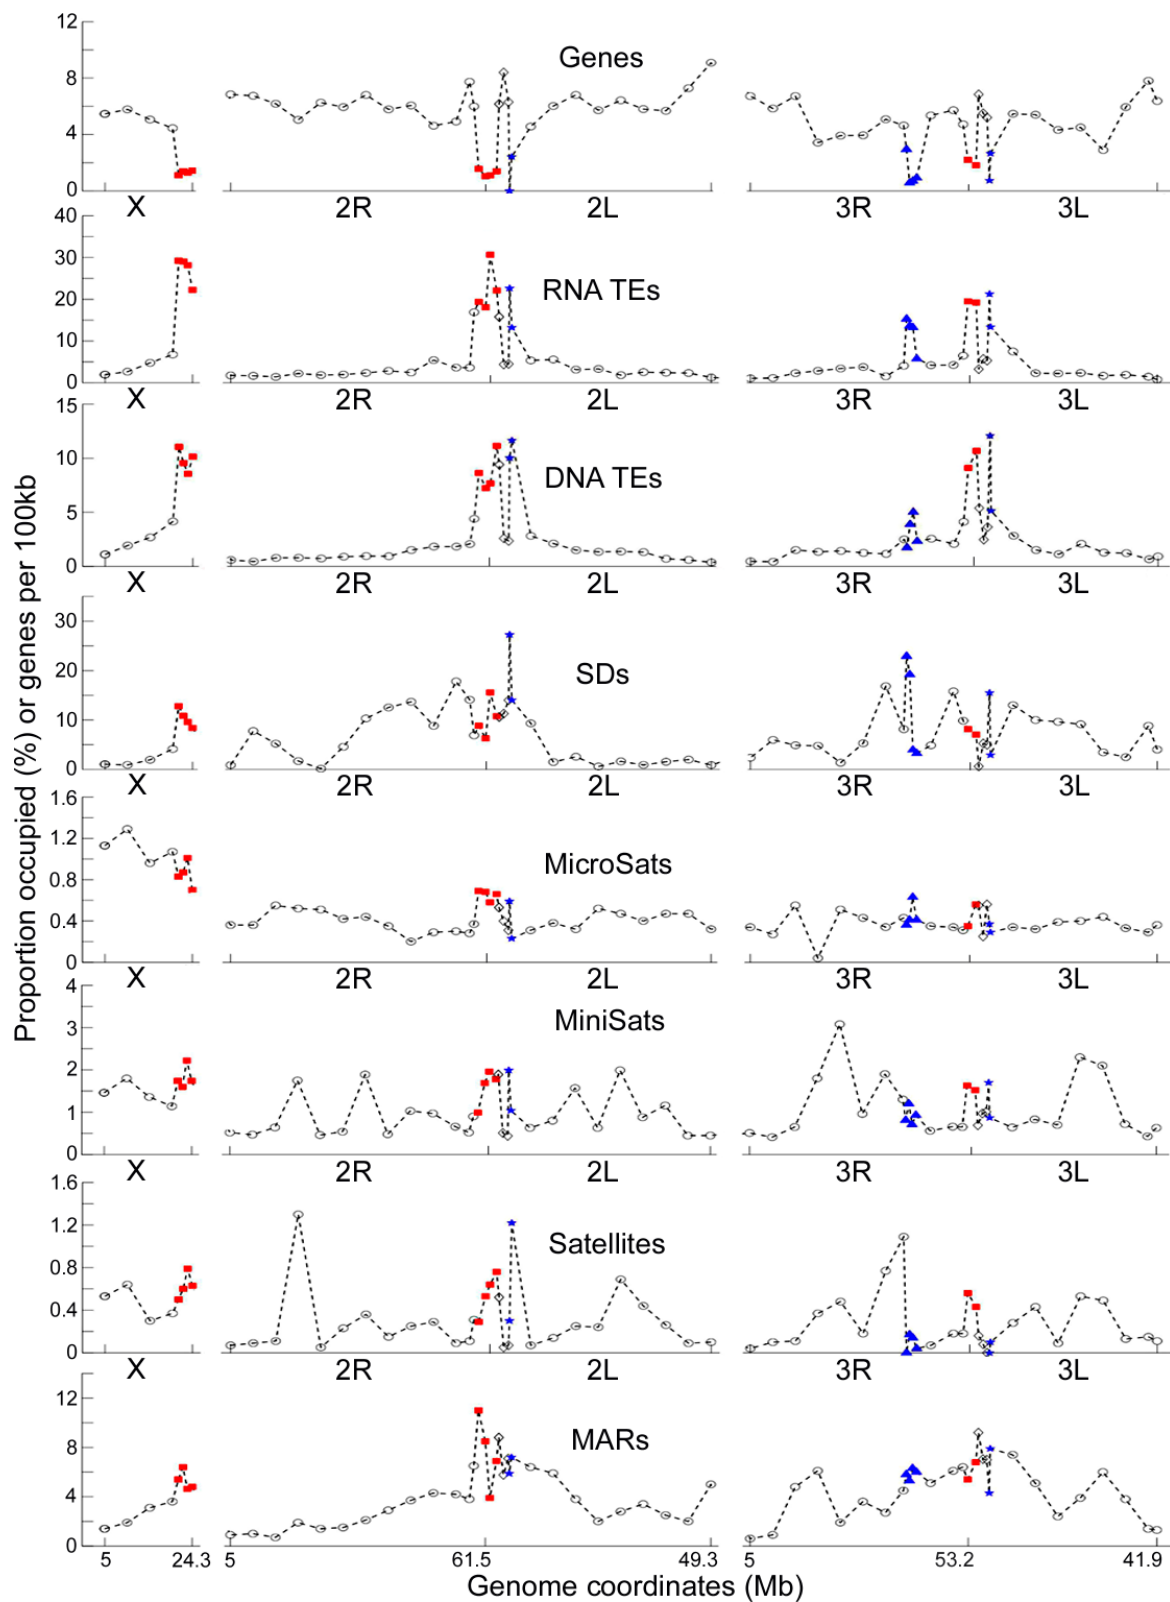 Proportion occupied (%) or genes per 100kb
12
8
4
0
Genes
X 2R 2L 3R 3L
40
30
20
10
0
RNA TEs
X 2R 2L 3R 3L
15
10
5
0
DNA TEs
X 2R 2L 3R 3L
30
20
10
0
SDs
X 2R 2L 3R 3L
1.6
1.2
0.8
0.4
0
MicroSats
X 2R 2L 3R 3L
4
3
2
1
0
MiniSats
X 2R 2L 3R 3L
1.6
1.2
0.8
0.4
0
Satellites
X 2R 2L 3R 3L
12
8
4
0
MARs
5 24.3 5 61.5 49.3 5 53.2 41.9
Genome coordinates (Mb)